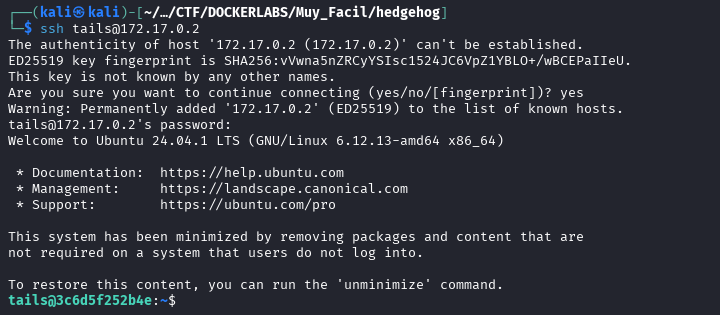 ┌──(kali㉿kali)-[~/…/CTF/DOCKERLABS/Muy_Facil/hedgehog]
└─$ ssh tails@172.17.0.2
The authenticity of host '172.17.0.2 (172.17.0.2)' can't be established.
ED25519 key fingerprint is SHA256:vVwna5nZRCyYSIsc1524JC6VpZ1YBLO+/wBCEPaIIeU.
This key is not known by any other names.
Are you sure you want to continue connecting (yes/no/[fingerprint])? yes
Warning: Permanently added '172.17.0.2' (ED25519) to the list of known hosts.
tails@172.17.0.2's password:
Welcome to Ubuntu 24.04.1 LTS (GNU/Linux 6.12.13-amd64 x86_64)

 * Documentation:  https://help.ubuntu.com
 * Management:     https://landscape.canonical.com
 * Support:        https://ubuntu.com/pro

This system has been minimized by removing packages and content that are
not required on a system that users do not log into.

To restore this content, you can run the 'unminimize' command.
tails@3c6d5f252b4e:~$